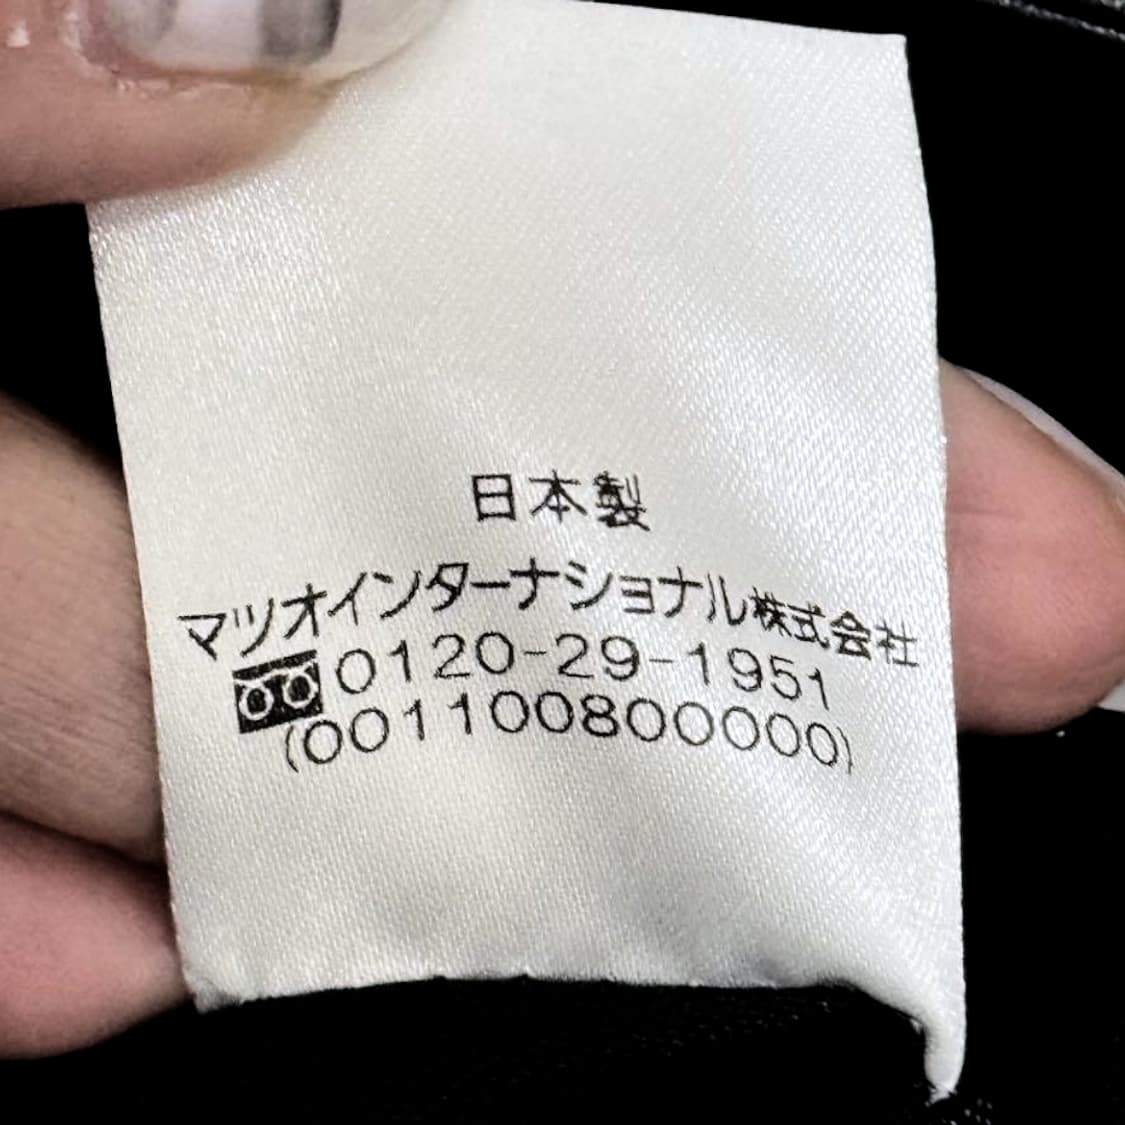 日本製
マツオインターナショナル株式会社
0120-29-1951
(001100800000)